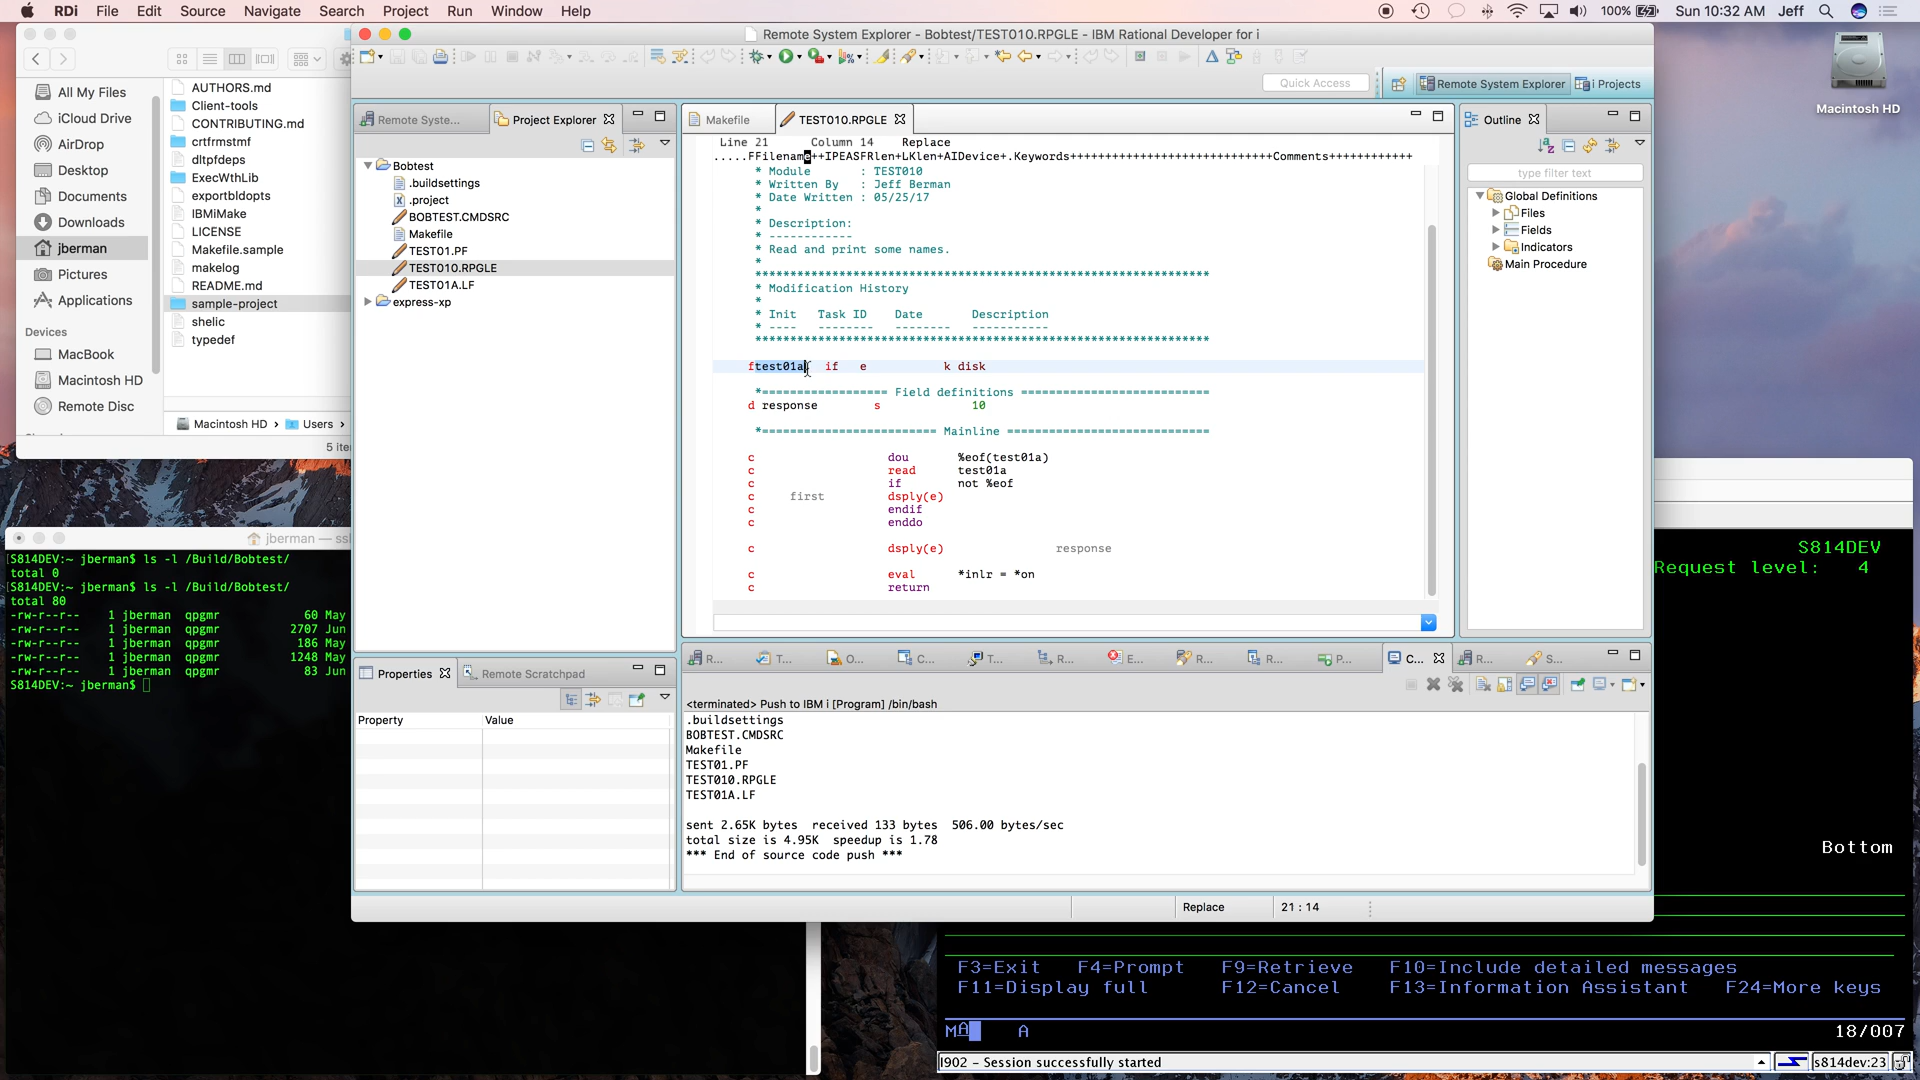 RDi File Edit Source Navigate Search Project Run Window Help
100% Sun 10:32 AM Jeff
Remote System Explorer - Bobtest/TEST010.RPGLE - IBM Rational Developer for i
Quick Access
Remote System Explorer
i Projects
Macintosh HD
All My Files
iCloud Drive
AirDrop
Desktop
Documents
Downloads
jberman
Pictures
Applications
Devices
MacBook
Macintosh HD
Remote Disc
AUTHORS.md
Client-tools
CONTRIBUTING.md
crtfrmstmf
dltpfdeps
ExecWthLib
exportbldopts
IBMiMake
LICENSE
Makefile.sample
makelog
README.md
sample-project
shelic
typedef
Macintosh HD › Users ›
5 ite
Remote Syste...
Project Explorer
Bobtest
.buildsettings
.project
BOBTEST.CMDSRC
Makefile
TEST01.PF
TEST010.RPGLE
TEST01A.LF
express-xp
Makefile
TEST010.RPGLE
Line 21 Column 14 Replace
.....FFilename++IPEASFRlen+LKlen+AIDevice+.Keywords+++++++++++++++++++++++++++++Comments++++++++++++
* Module : TEST010
* Written By : Jeff Berman
* Date Written : 05/25/17
*
* Description:
* ------------
* Read and print some names.
*
*****************************************************************
* Modification History
*
* Init Task ID Date Description
* ---- -------- -------- -----------
*****************************************************************
ftest01a if e k disk
*================== Field definitions ===========================
d response s 10
*========================= Mainline =============================
c dou %eof(test01a)
c read test01a
c if not %eof
c first dsply(e)
c endif
c enddo
c dsply(e) response
c eval *inlr = *on
c return
Outline
type filter text
Global Definitions
Files
Fields
Indicators
Main Procedure
jberman — ss
[S814DEV:~ jberman$ ls -l /Build/Bobtest/
total 0
[S814DEV:~ jberman$ ls -l /Build/Bobtest/
total 80
-rw-r--r-- 1 jberman qpgmr 60 May
-rw-r--r-- 1 jberman qpgmr 2707 Jun
-rw-r--r-- 1 jberman qpgmr 186 May
-rw-r--r-- 1 jberman qpgmr 1248 May
-rw-r--r-- 1 jberman qpgmr 83 Jun
S814DEV:~ jberman$
Properties
Remote Scratchpad
Property Value
R... T... O... C... T... R... E... R... R... P... C... R... S...
<terminated> Push to IBM i [Program] /bin/bash
.buildsettings
BOBTEST.CMDSRC
Makefile
TEST01.PF
TEST010.RPGLE
TEST01A.LF
sent 2.65K bytes received 133 bytes 506.00 bytes/sec
total size is 4.95K speedup is 1.78
*** End of source code push ***
Replace 21 : 14
S814DEV
Request level: 4
Bottom
F3=Exit F4=Prompt F9=Retrieve F10=Include detailed messages
F11=Display full F12=Cancel F13=Information Assistant F24=More keys
MA A 18/007
I902 - Session successfully started
s814dev:23